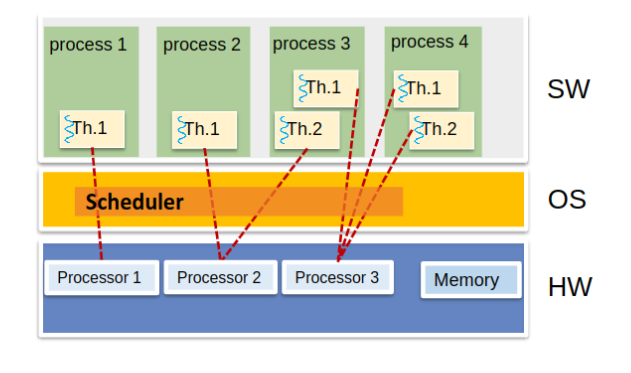 process 1
process 2
process 3
process 4
Th.1
Th.1
SW
Th.1
Th.1
Th.2
Th.2
Scheduler
OS
Processor 1
Processor 2
Processor 3
Memory
HW